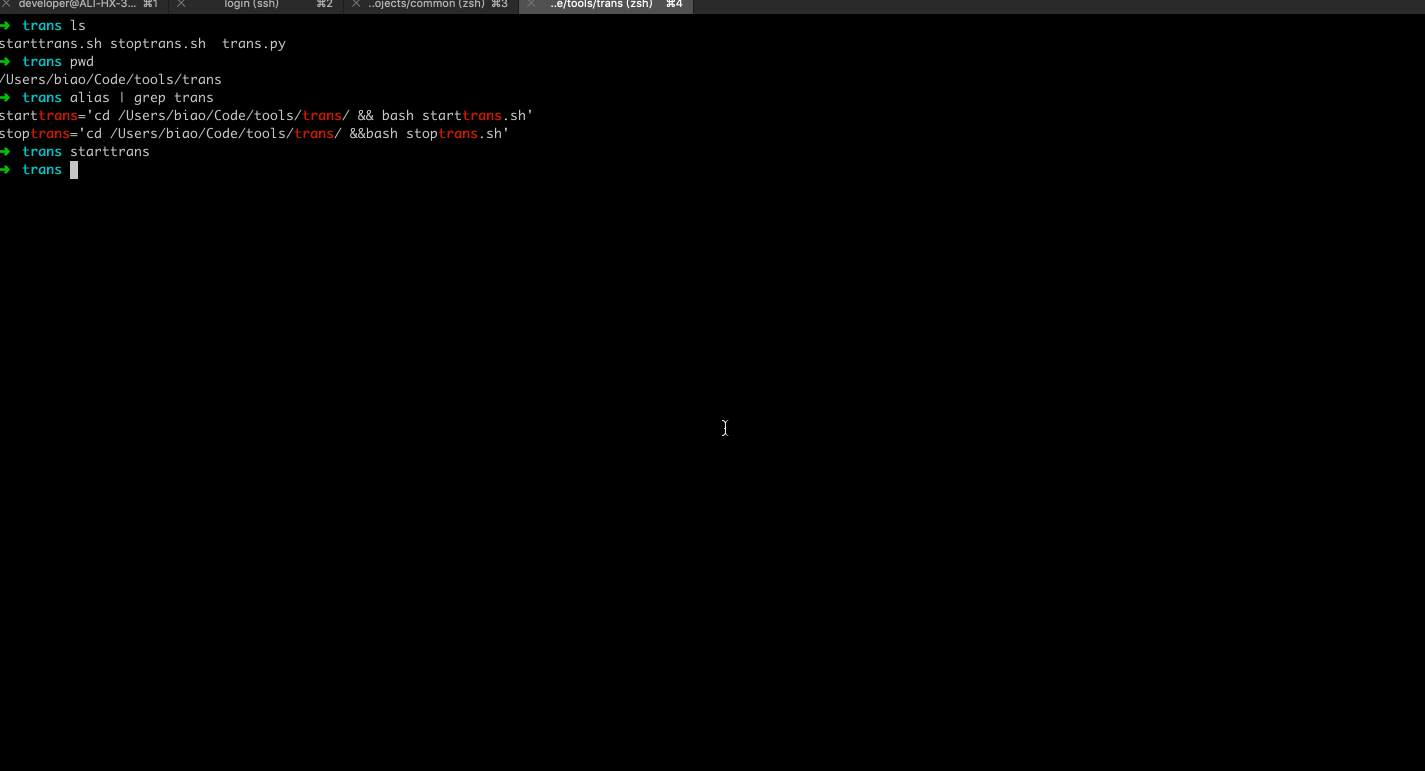 developer@ALI-HX-3... ⌘1 login (ssh) ⌘2 ..ojects/common (zsh) ⌘3 ..e/tools/trans (zsh) ⌘4
➜ trans ls
starttrans.sh stoptrans.sh trans.py
➜ trans pwd
/Users/biao/Code/tools/trans
➜ trans alias | grep trans
starttrans='cd /Users/biao/Code/tools/trans/ && bash starttrans.sh'
stoptrans='cd /Users/biao/Code/tools/trans/ &&bash stoptrans.sh'
➜ trans starttrans
➜ trans